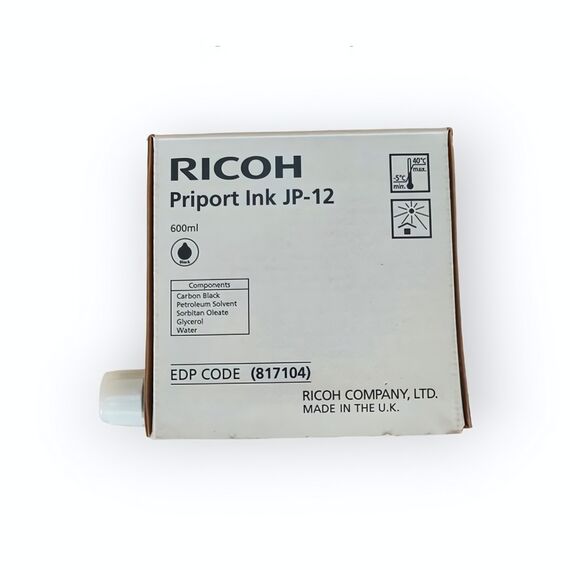 RICOH
Priport Ink JP-12
600ml
Black
Components
Carbon Black
Petroleum Solvent
Sorbitan Oleate
Glycerol
Water
EDP CODE (817104)
RICOH COMPANY, LTD.
MADE IN THE U.K.
40°C
max.
-5°C
min.